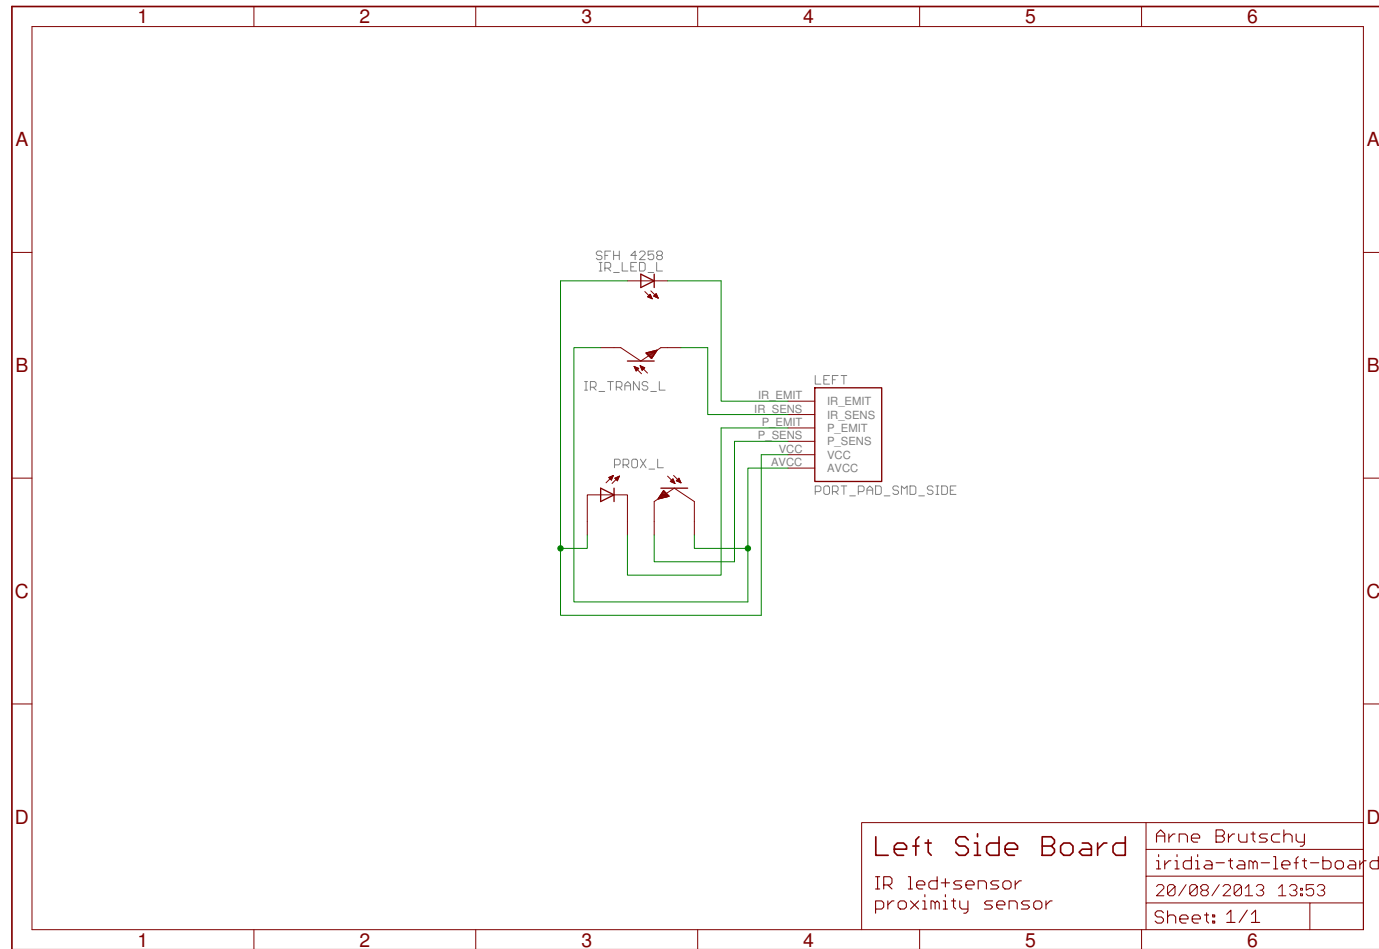 1 2 3 4 5 6
A A
B B
C C
D D
SFH 4258
IR_LED_L
IR_TRANS_L
PROX_L
LEFT
IR_EMIT IR_EMIT
IR_SENS IR_SENS
P_EMIT P_EMIT
P_SENS P_SENS
VCC VCC
AVCC AVCC
PORT_PAD_SMD_SIDE
Left Side Board
IR led+sensor
proximity sensor
Arne Brutschy
iridia-tam-left-board
20/08/2013 13:53
Sheet: 1/1
1 2 3 4 5 6